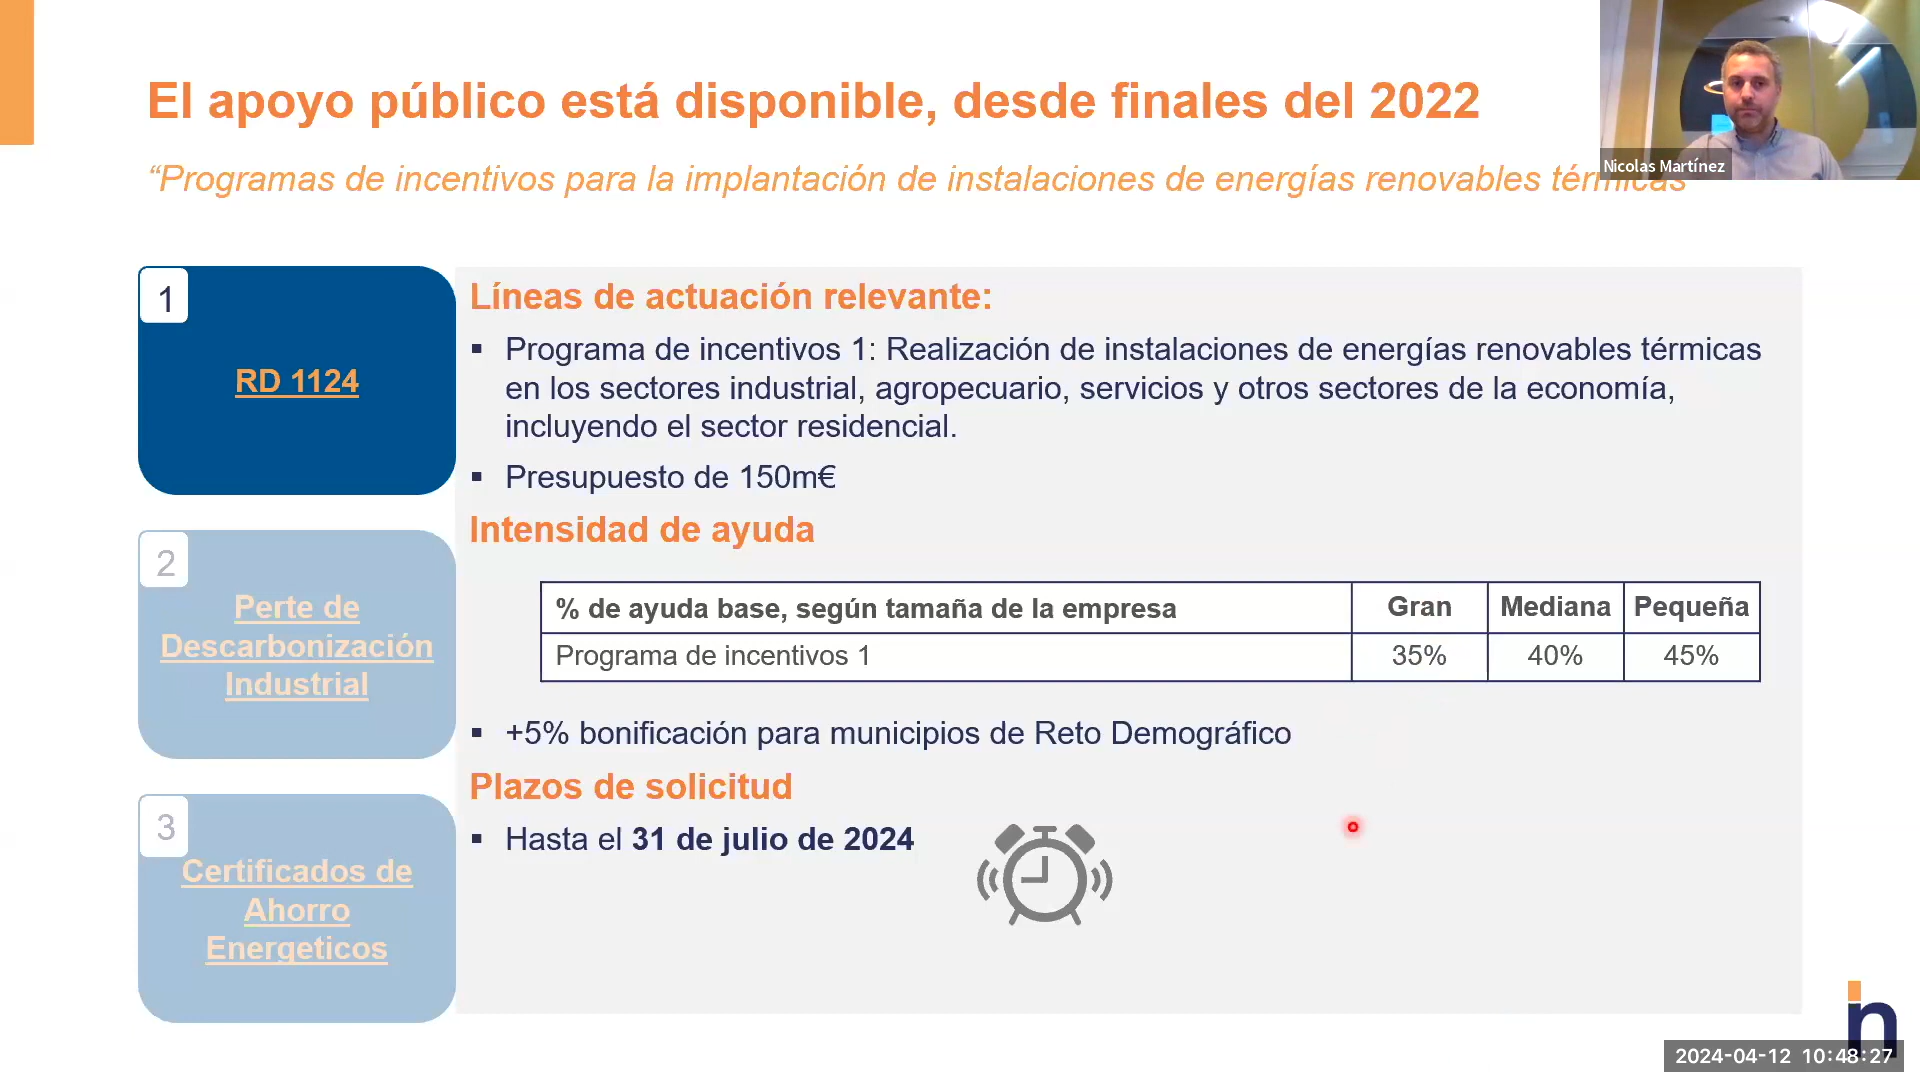 El apoyo público está disponible, desde finales del 2022
“Programas de incentivos para la implantación de instalaciones de energías renovables térmicas
Nicolas Martínez
1
RD 1124
2
Perte de
Descarbonización
Industrial
3
Certificados de
Ahorro
Energeticos
Líneas de actuación relevante:
▪ Programa de incentivos 1: Realización de instalaciones de energías renovables térmicas
en los sectores industrial, agropecuario, servicios y otros sectores de la economía,
incluyendo el sector residencial.
▪ Presupuesto de 150m€
Intensidad de ayuda
% de ayuda base, según tamaña de la empresa Gran Mediana Pequeña
Programa de incentivos 1 35% 40% 45%
▪ +5% bonificación para municipios de Reto Demográfico
Plazos de solicitud
▪ Hasta el 31 de julio de 2024
in
2024-04-12 10:48:27